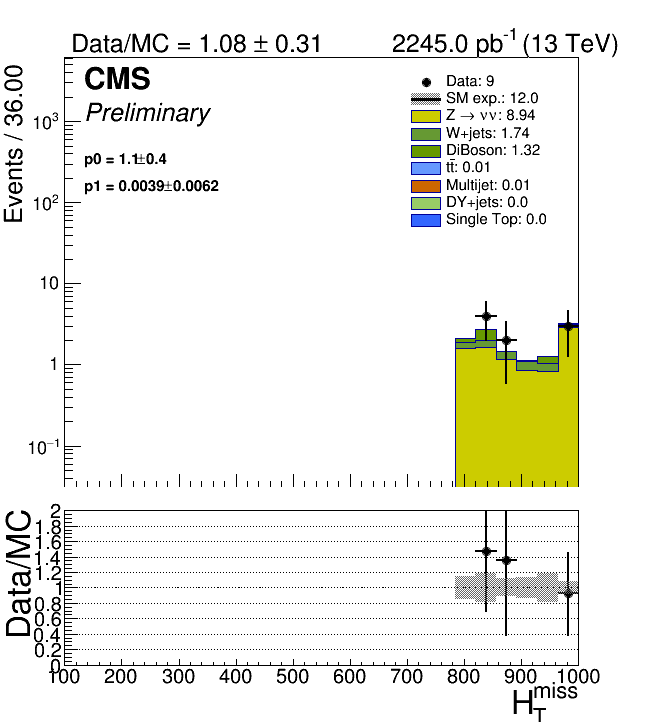 Data/MC = 1.08 ± 0.31 2245.0 pb⁻¹ (13 TeV)
Events / 36.00
CMS
Preliminary
p0 = 1.1±0.4
p1 = 0.0039±0.0062
Data: 9
SM exp.: 12.0
Z → νν: 8.94
W+jets: 1.74
DiBoson: 1.32
tt̄: 0.01
Multijet: 0.01
DY+jets: 0.0
Single Top: 0.0
10³
10²
10
1
10⁻¹
Data/MC
2
1.8
1.6
1.4
1.2
1
0.8
0.6
0.4
0.2
0
100 200 300 400 500 600 700 800 900 1000
H_T^miss